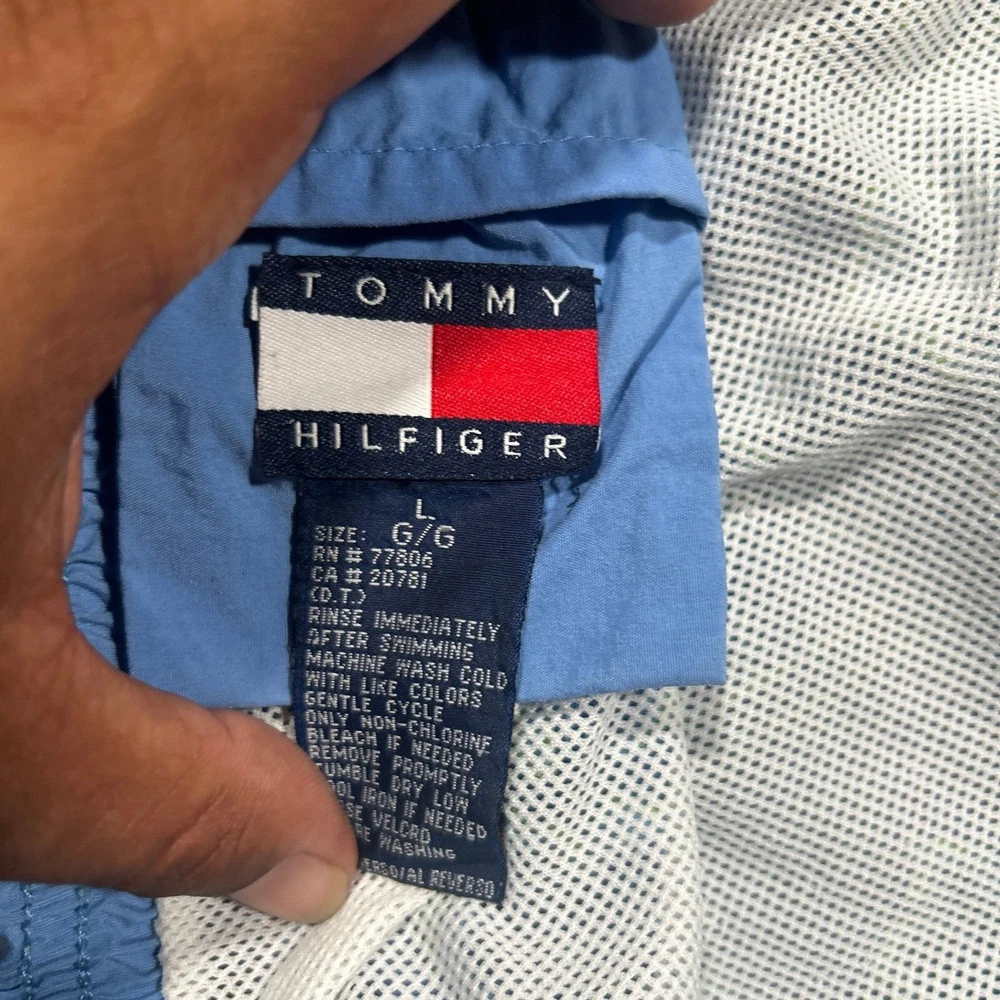 TOMMY
HILFIGER
L
SIZE: G/G
RN # 77806
CA # 20781
(D.T.)
RINSE IMMEDIATELY
AFTER SWIMMING
MACHINE WASH COLD
WITH LIKE COLORS
GENTLE CYCLE
ONLY NON-CHLORINE
BLEACH IF NEEDED
REMOVE PROMPTLY
TUMBLE DRY LOW
IRON IF NEEDED
VELCRO
WASHING
REVERSO